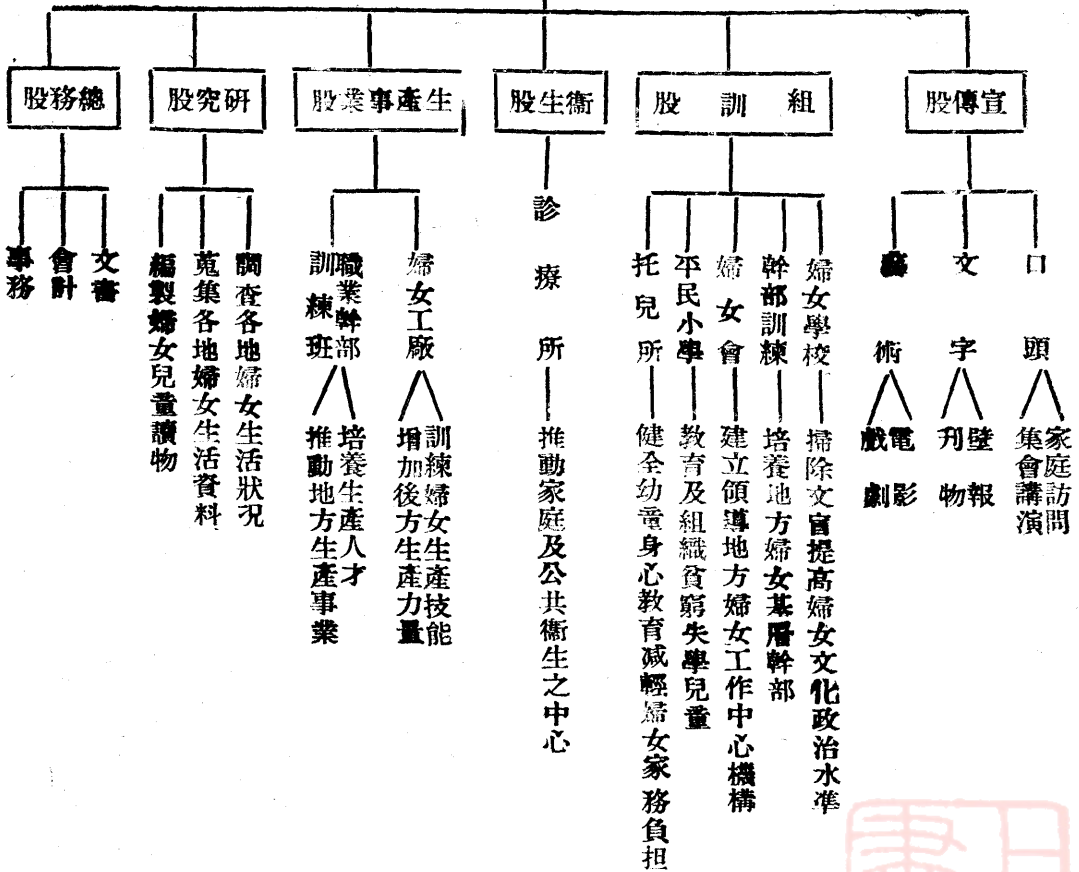 宣傳股
口頭
家庭訪問
集會講演
文字
壁報
刊物
藝術
電影
戲劇
組訓股
婦女學校
掃除文盲提高婦女文化政治水準
幹部訓練
培養地方婦女基層幹部
婦女會
建立領導地方婦女工作中心機構
平民小學
教育及組織貧窮失學兒童
托兒所
健全幼童身心教育減輕婦女家務負担
衞生股
診療所
推動家庭及公共衞生之中心
生產事業股
婦女工廠
訓練婦女生產技能
增加後方生產力量
職業幹部
訓練班
培養生產人才
推動地方生產事業
研究股
調查各地婦女生活狀況
蒐集各地婦女生活資料
編製婦女兒童讀物
總務股
文書
會計
事務